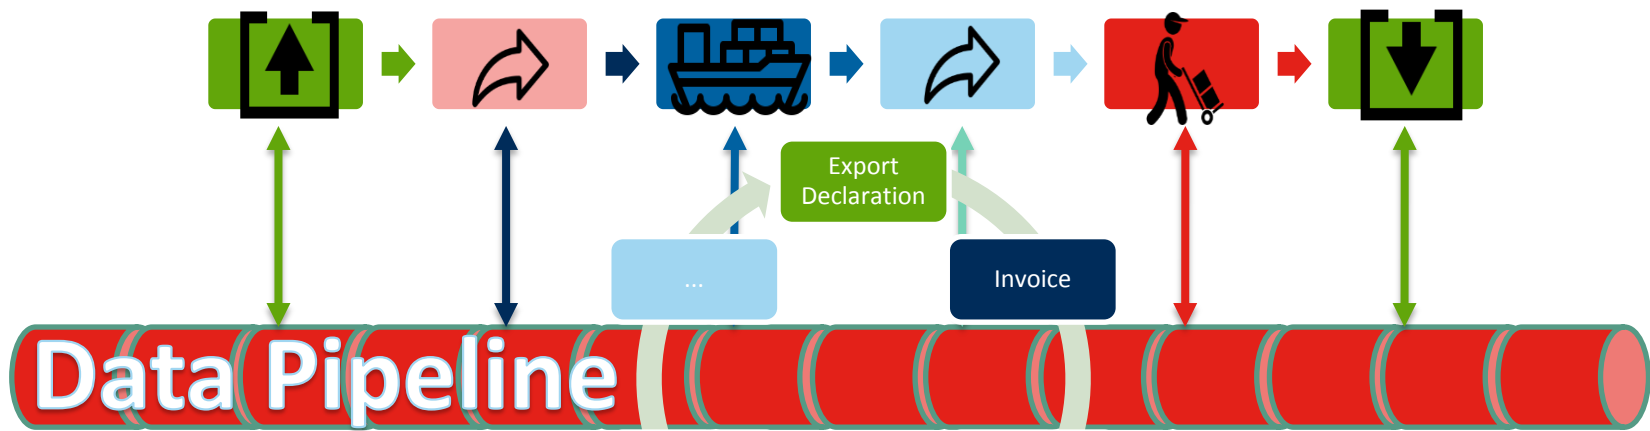 Export
Declaration
...
Invoice
Data Pipeline